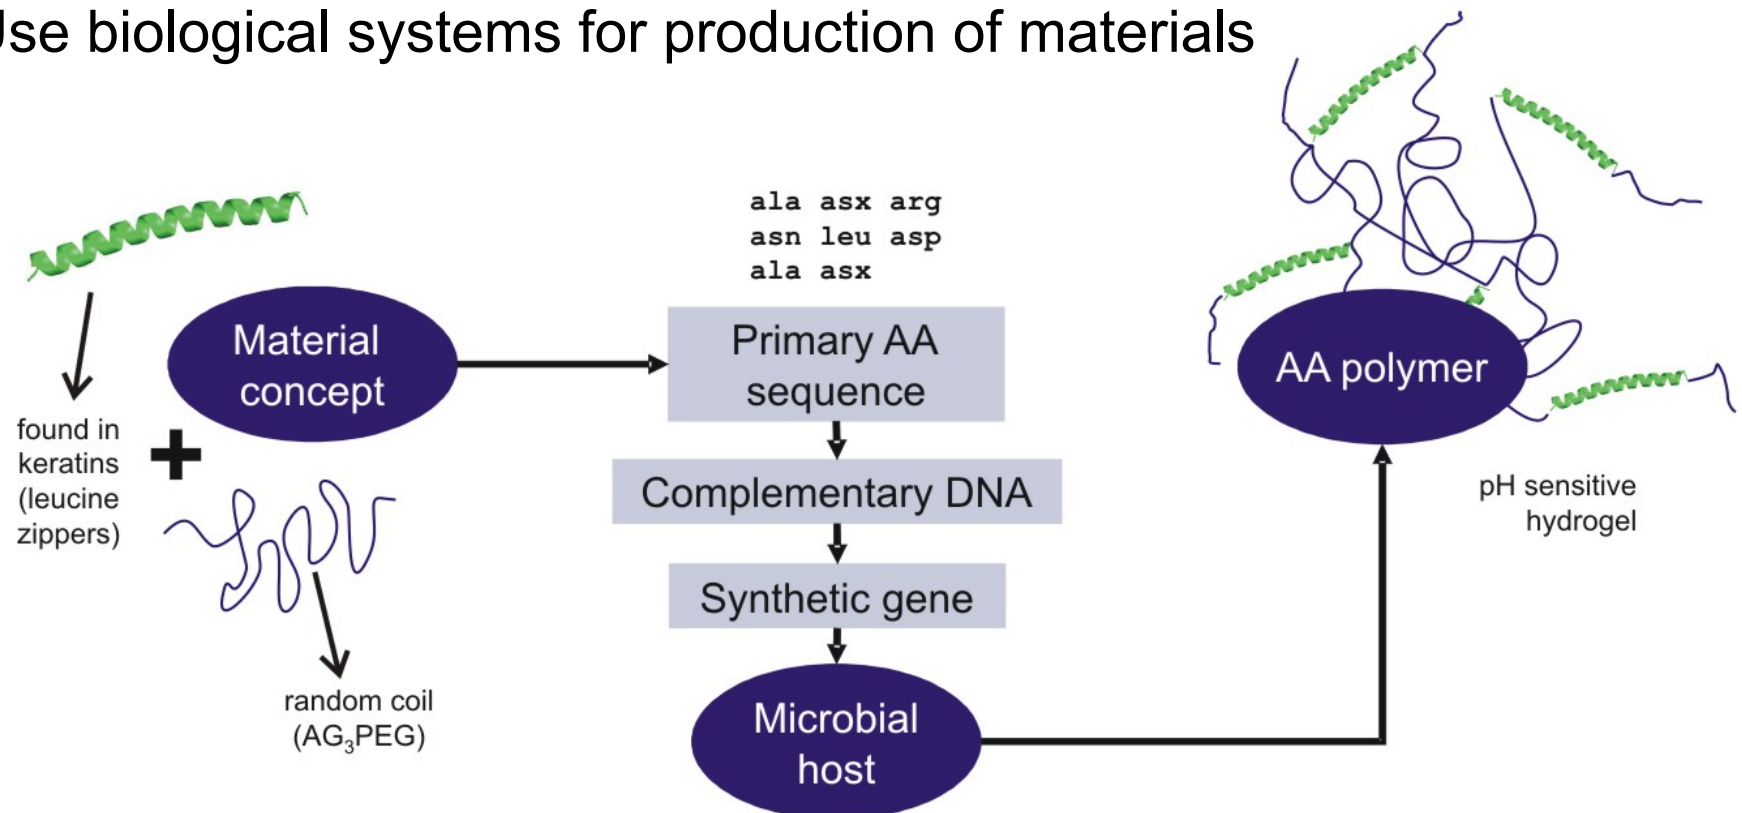 Use biological systems for production of materials
ala asx arg
asn leu asp
ala asx
Material
concept
Primary AA
sequence
AA polymer
found in
keratins
(leucine
zippers)
+
Complementary DNA
pH sensitive
hydrogel
Synthetic gene
random coil
(AG₃PEG)
Microbial
host